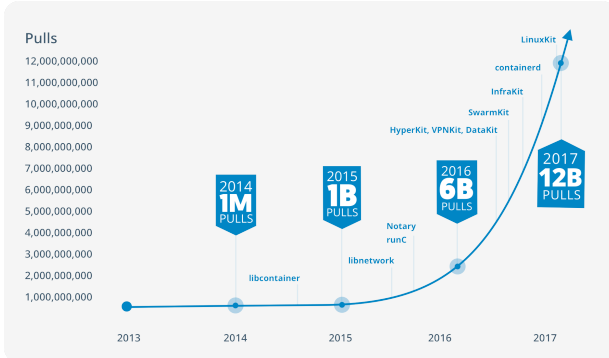 Pulls
12,000,000,000
11,000,000,000
10,000,000,000
9,000,000,000
8,000,000,000
7,000,000,000
6,000,000,000
5,000,000,000
4,000,000,000
3,000,000,000
2,000,000,000
1,000,000,000
LinuxKit
containerd
InfraKit
SwarmKit
HyperKit, VPNKit, DataKit
Notary
runC
libnetwork
libcontainer
2014
1M
PULLS
2015
1B
PULLS
2016
6B
PULLS
2017
12B
PULLS
2013
2014
2015
2016
2017